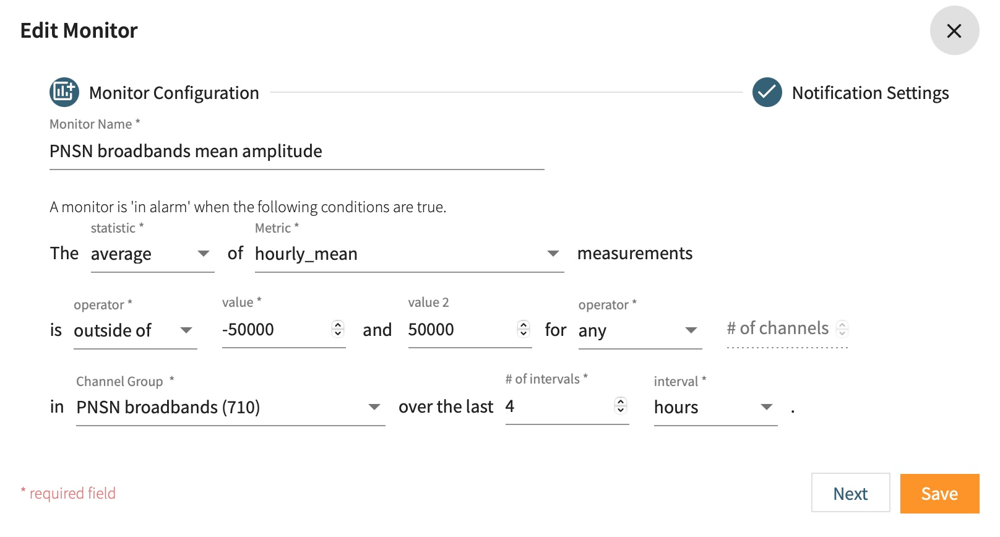 Edit Monitor
Monitor Configuration
Notification Settings
Monitor Name *
PNSN broadbands mean amplitude
A monitor is 'in alarm' when the following conditions are true.
statistic * Metric *
The average of hourly_mean measurements
operator * value * value 2 operator *
is outside of -50000 and 50000 for any # of channels
Channel Group * # of intervals * interval *
in PNSN broadbands (710) over the last 4 hours .
* required field
Next
Save